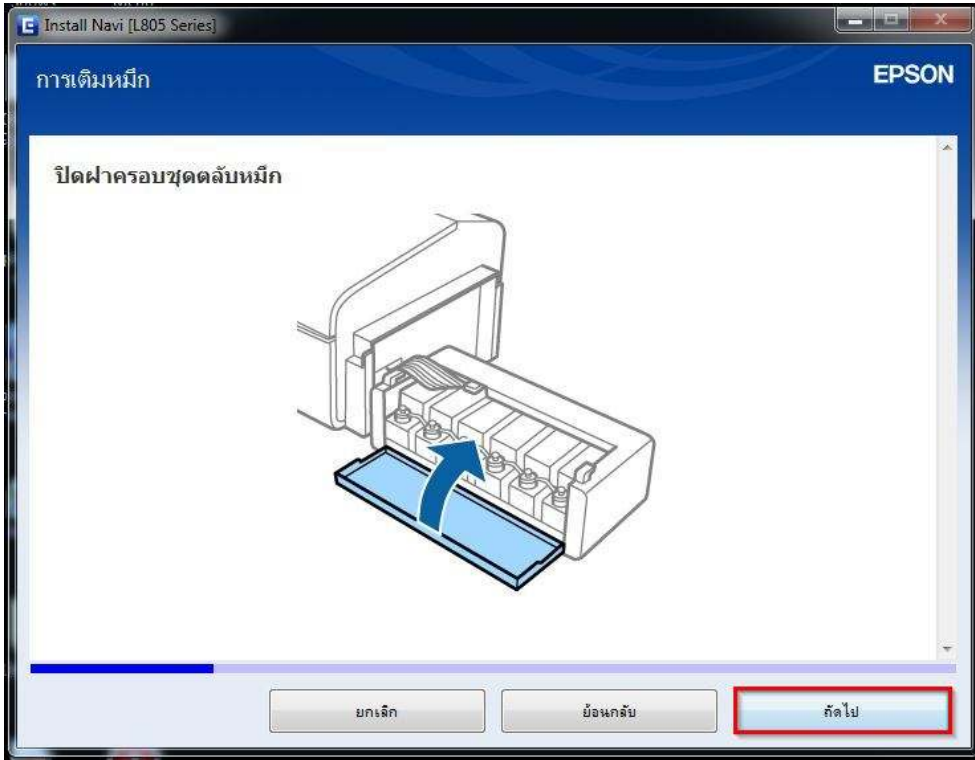 Install Navi [L805 Series]
การเติมหมึก
EPSON
ปิดฝาครอบชุดตลับหมึก
ยกเลิก
ย้อนกลับ
ถัดไป